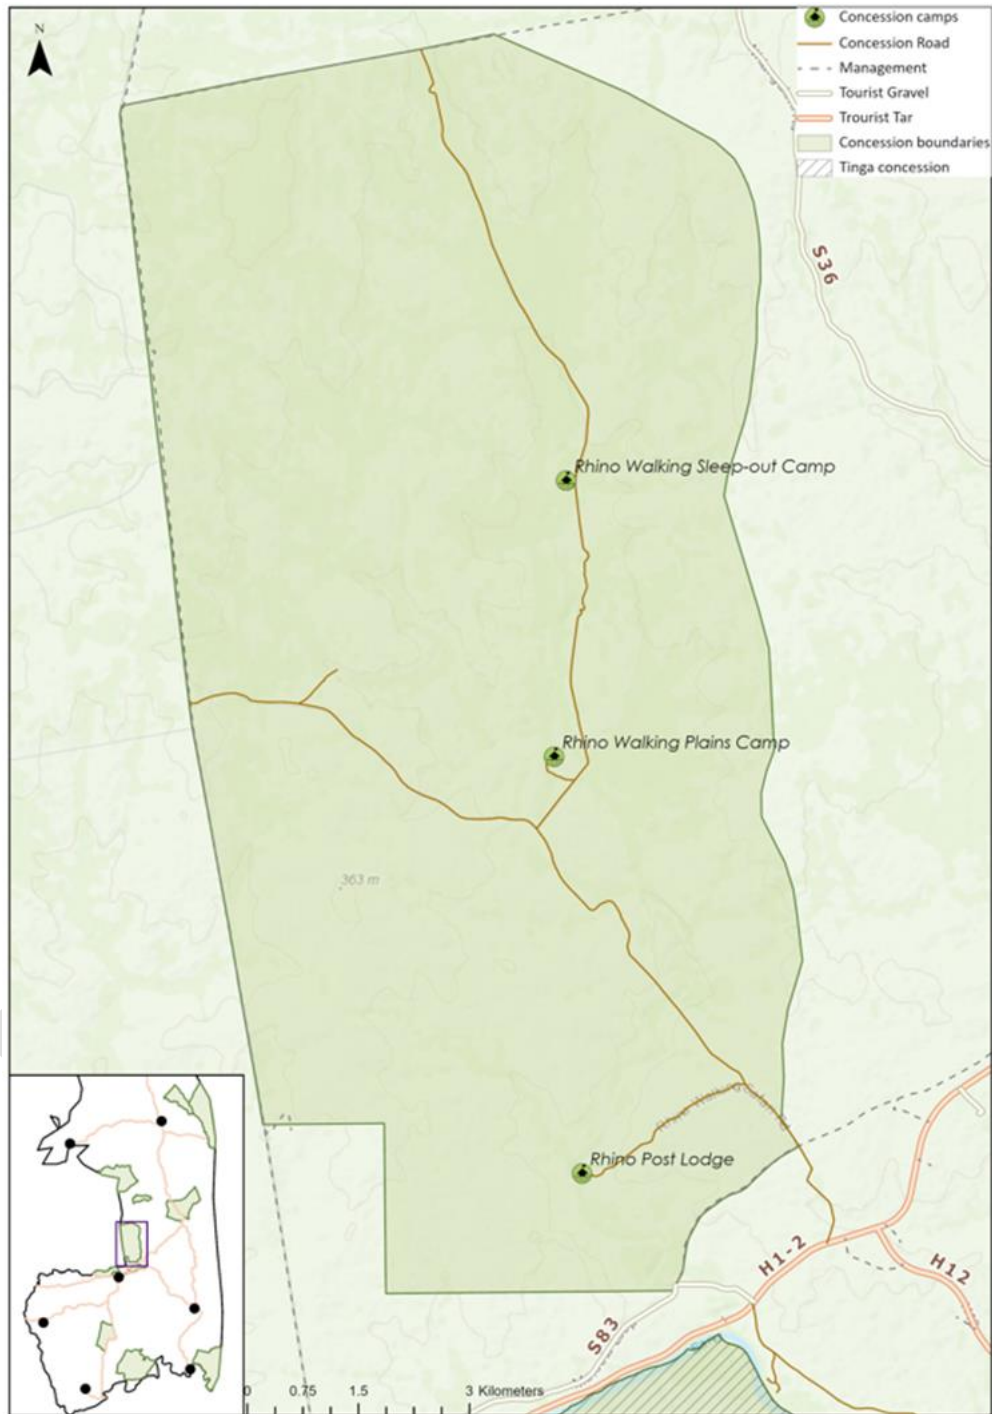 N
Concession camps
Concession Road
Management
Tourist Gravel
Trourist Tar
Concession boundaries
Tinga concession
S36
Rhino Walking Sleep-out Camp
Rhino Walking Plains Camp
363 m
Rhino Post Lodge
H1-2
H12
S83
0 0.75 1.5 3 Kilometers